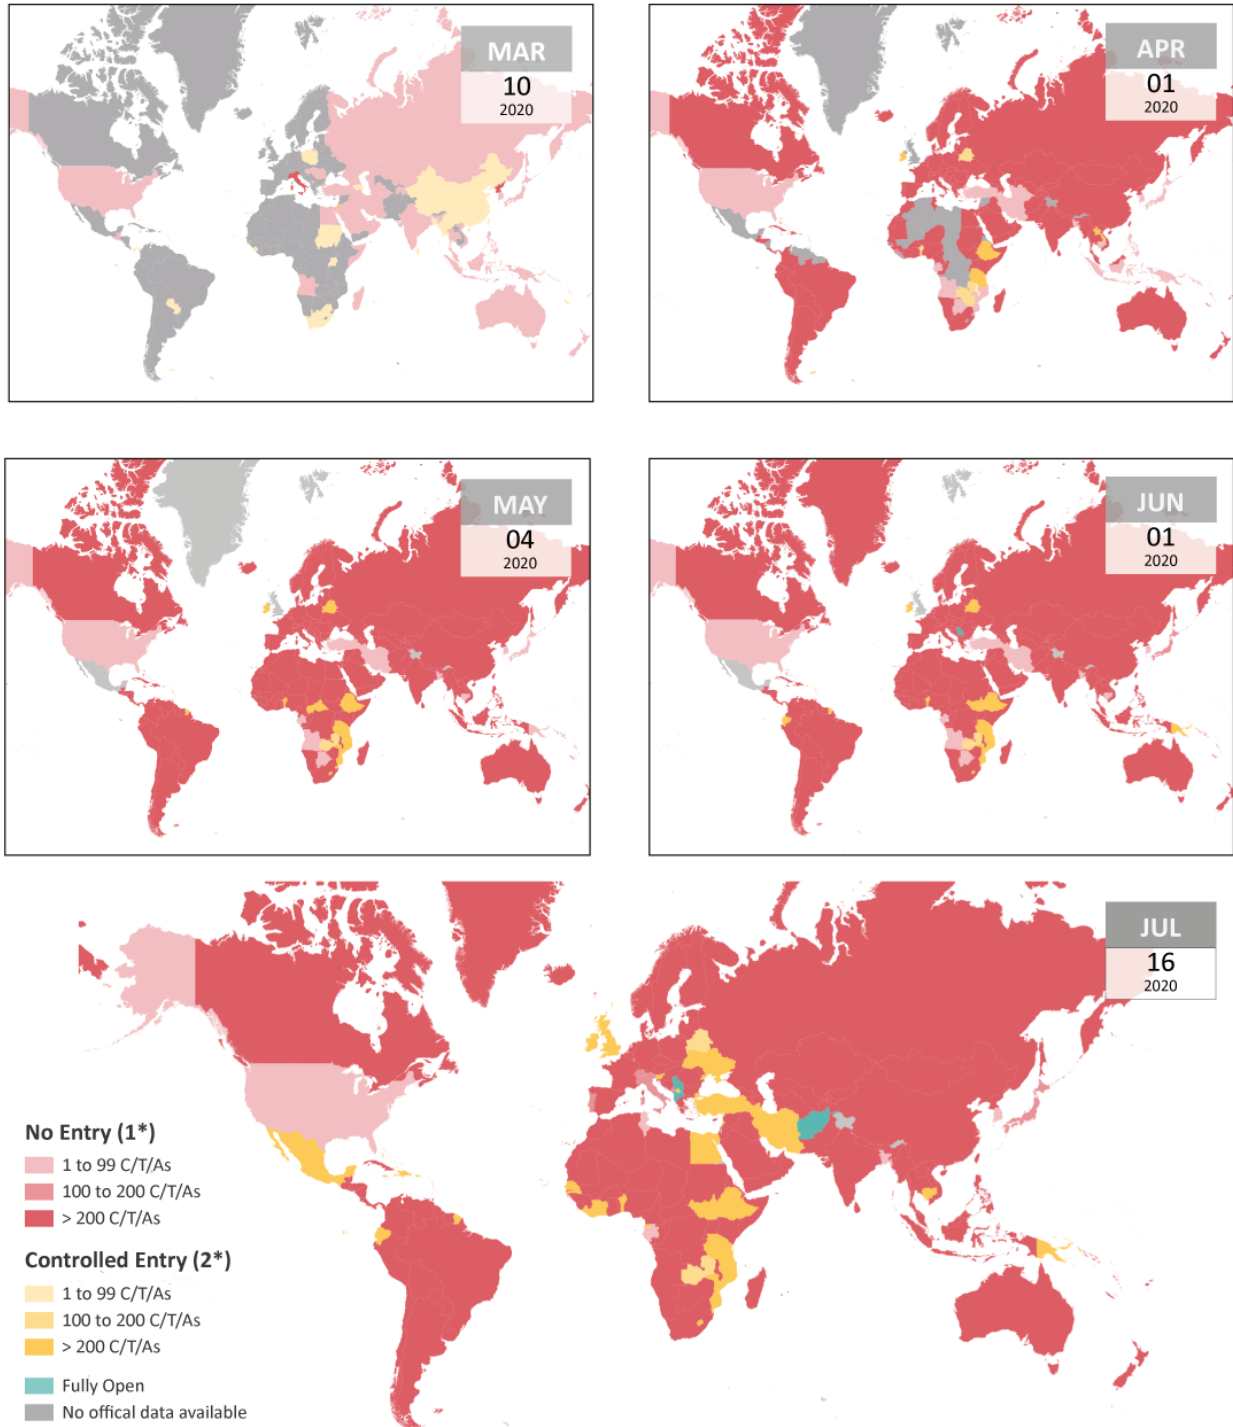 MAR
10
2020
APR
01
2020
MAY
04
2020
JUN
01
2020
JUL
16
2020
No Entry (1*)
1 to 99 C/T/As
100 to 200 C/T/As
> 200 C/T/As
Controlled Entry (2*)
1 to 99 C/T/As
100 to 200 C/T/As
> 200 C/T/As
Fully Open
No offical data available